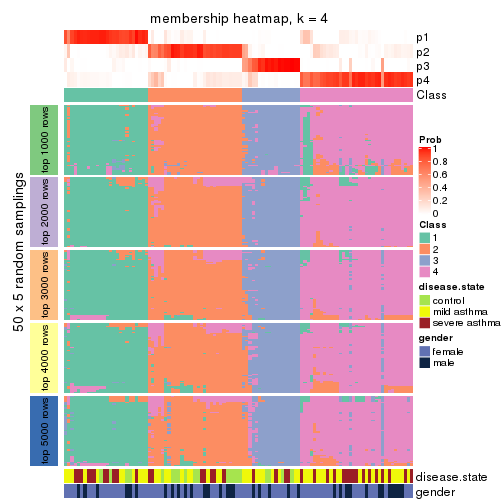 membership heatmap, k = 4
p1
p2
p3
p4
Class
50 x 5 random samplings
top 1000 rows
top 2000 rows
top 3000 rows
top 4000 rows
top 5000 rows
disease.state
gender
Prob
1
0.8
0.6
0.4
0.2
0
Class
1
2
3
4
disease.state
control
mild asthma
severe asthma
gender
female
male